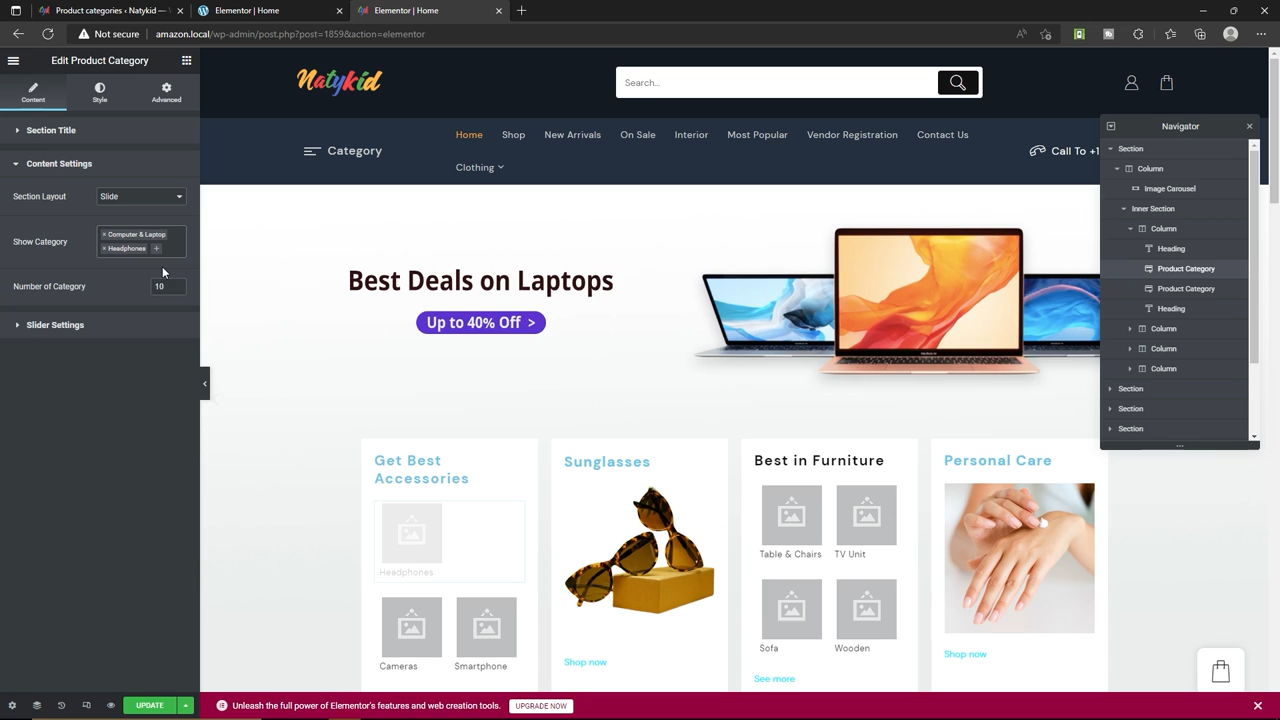 Product categories ‹ Natykid —
Elementor | Home
Elementor | Home
Not secure
amazon.local/wp-admin/post.php?post=1859&action=elementor
Edit Product Category
Content
Style
Advanced
Section Title
Content Settings
Section Layout
Slide
Show Category
× Computer & Laptop
× Headphones +
Number of Category
10
Slider Settings
UPDATE
Natykid
Search...
Category
Home
Shop
New Arrivals
On Sale
Interior
Most Popular
Vendor Registration
Contact Us
Clothing
Call To +1
Best Deals on Laptops
Up to 40% Off >
Get Best
Accessories
Headphones
Cameras
Smartphone
Sunglasses
Shop now
Best in Furniture
Table & Chairs
TV Unit
Sofa
Wooden
See more
Personal Care
Shop now
Navigator
Section
Column
Image Carousel
Inner Section
Column
Heading
Product Category
Product Category
Heading
Column
Column
Column
Section
Section
Section
Unleash the full power of Elementor's features and web creation tools.
UPGRADE NOW